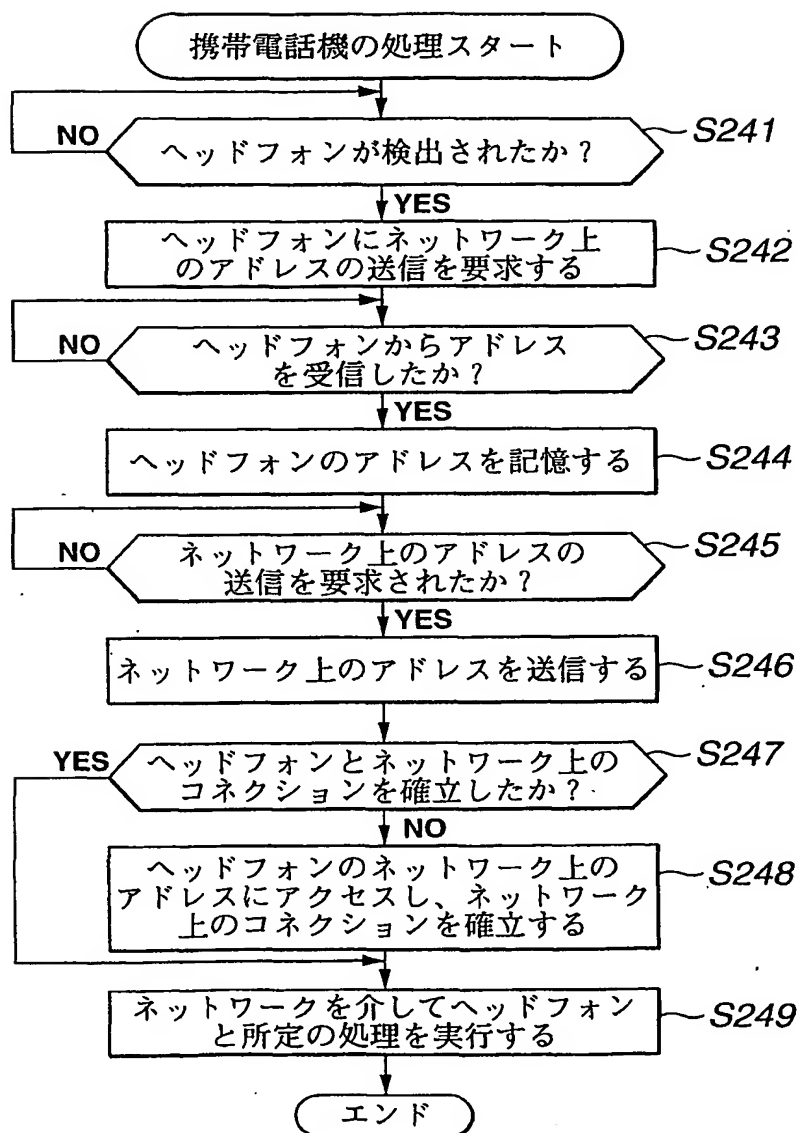 携帯電話機の処理スタート
NO
ヘッドフォンが検出されたか？
S241
YES
ヘッドフォンにネットワーク上
のアドレスの送信を要求する
S242
NO
ヘッドフォンからアドレス
を受信したか？
S243
YES
ヘッドフォンのアドレスを記憶する
S244
NO
ネットワーク上のアドレスの
送信を要求されたか？
S245
YES
ネットワーク上のアドレスを送信する
S246
YES
ヘッドフォンとネットワーク上の
コネクションを確立したか？
S247
NO
ヘッドフォンのネットワーク上の
アドレスにアクセスし、ネットワーク
上のコネクションを確立する
S248
ネットワークを介してヘッドフォン
と所定の処理を実行する
S249
エンド